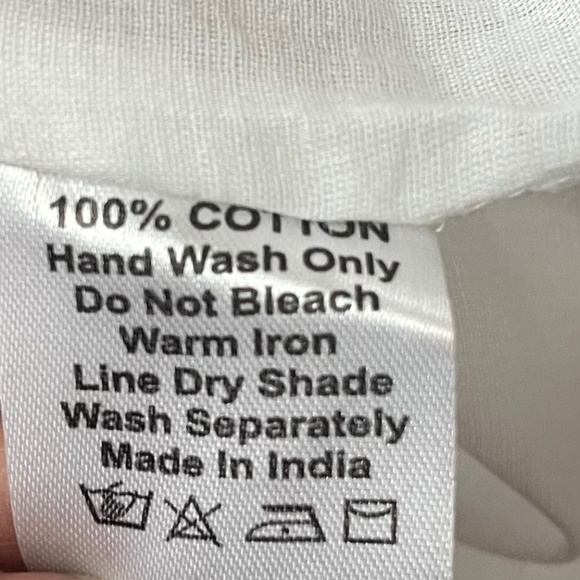 100% COTTON
Hand Wash Only
Do Not Bleach
Warm Iron
Line Dry Shade
Wash Separately
Made In India